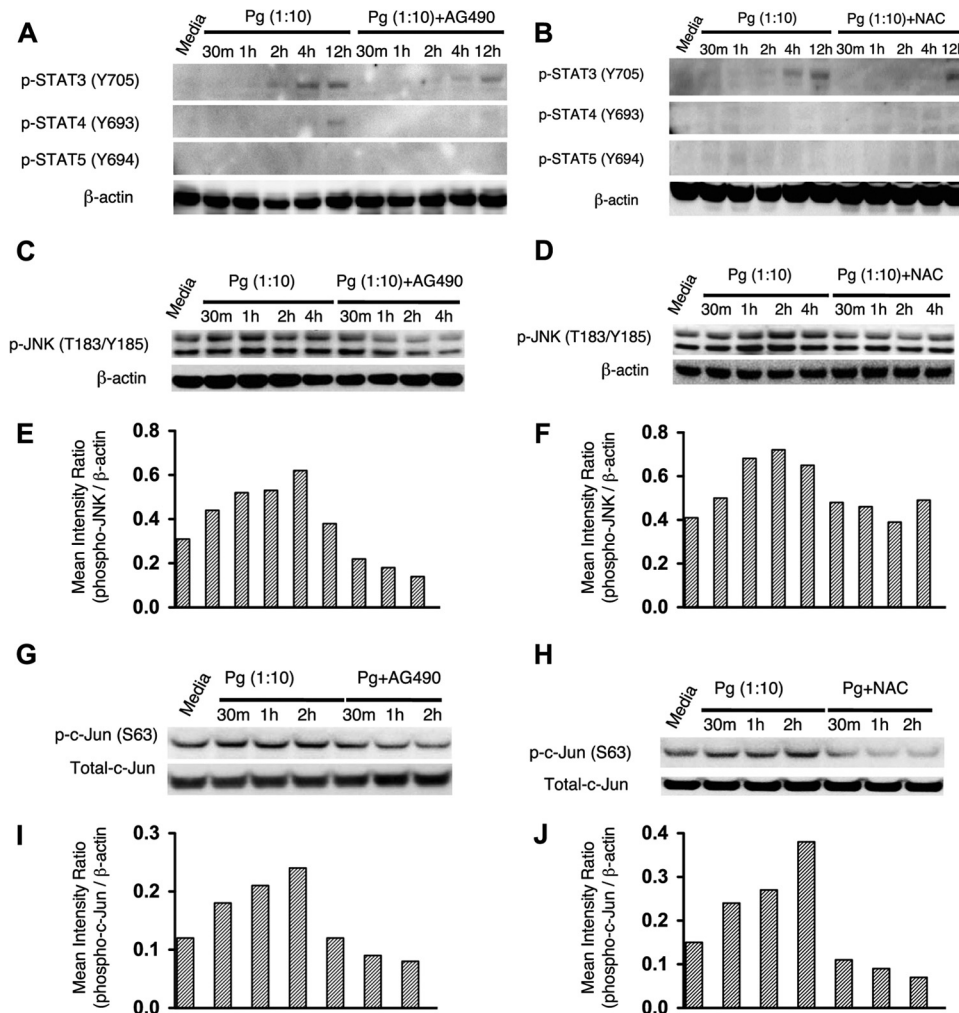 A
Media
Pg (1:10)
Pg (1:10)+AG490
30m 1h 2h 4h 12h 30m 1h 2h 4h 12h
p-STAT3 (Y705)
p-STAT4 (Y693)
p-STAT5 (Y694)
β-actin
B
Media
Pg (1:10)
Pg (1:10)+NAC
30m 1h 2h 4h 12h 30m 1h 2h 4h 12h
p-STAT3 (Y705)
p-STAT4 (Y693)
p-STAT5 (Y694)
β-actin
C
Media
Pg (1:10)
Pg (1:10)+AG490
30m 1h 2h 4h 30m 1h 2h 4h
p-JNK (T183/Y185)
β-actin
D
Media
Pg (1:10)
Pg (1:10)+NAC
30m 1h 2h 4h 30m 1h 2h 4h
p-JNK (T183/Y185)
β-actin
E
Mean Intensity Ratio
(phospho-JNK / β-actin
0.8
0.6
0.4
0.2
0.0
F
Mean Intensity Ratio
(phospho-JNK / β-actin
0.8
0.6
0.4
0.2
0.0
G
Media
Pg (1:10)
Pg+AG490
30m 1h 2h 30m 1h 2h
p-c-Jun (S63)
Total-c-Jun
H
Media
Pg (1:10)
Pg+NAC
30m 1h 2h 30m 1h 2h
p-c-Jun (S63)
Total-c-Jun
I
Mean Intensity Ratio
(phospho-c-Jun / β-actin
0.3
0.2
0.1
0.0
J
Mean Intensity Ratio
(phospho-c-Jun / β-actin
0.4
0.3
0.2
0.1
0.0